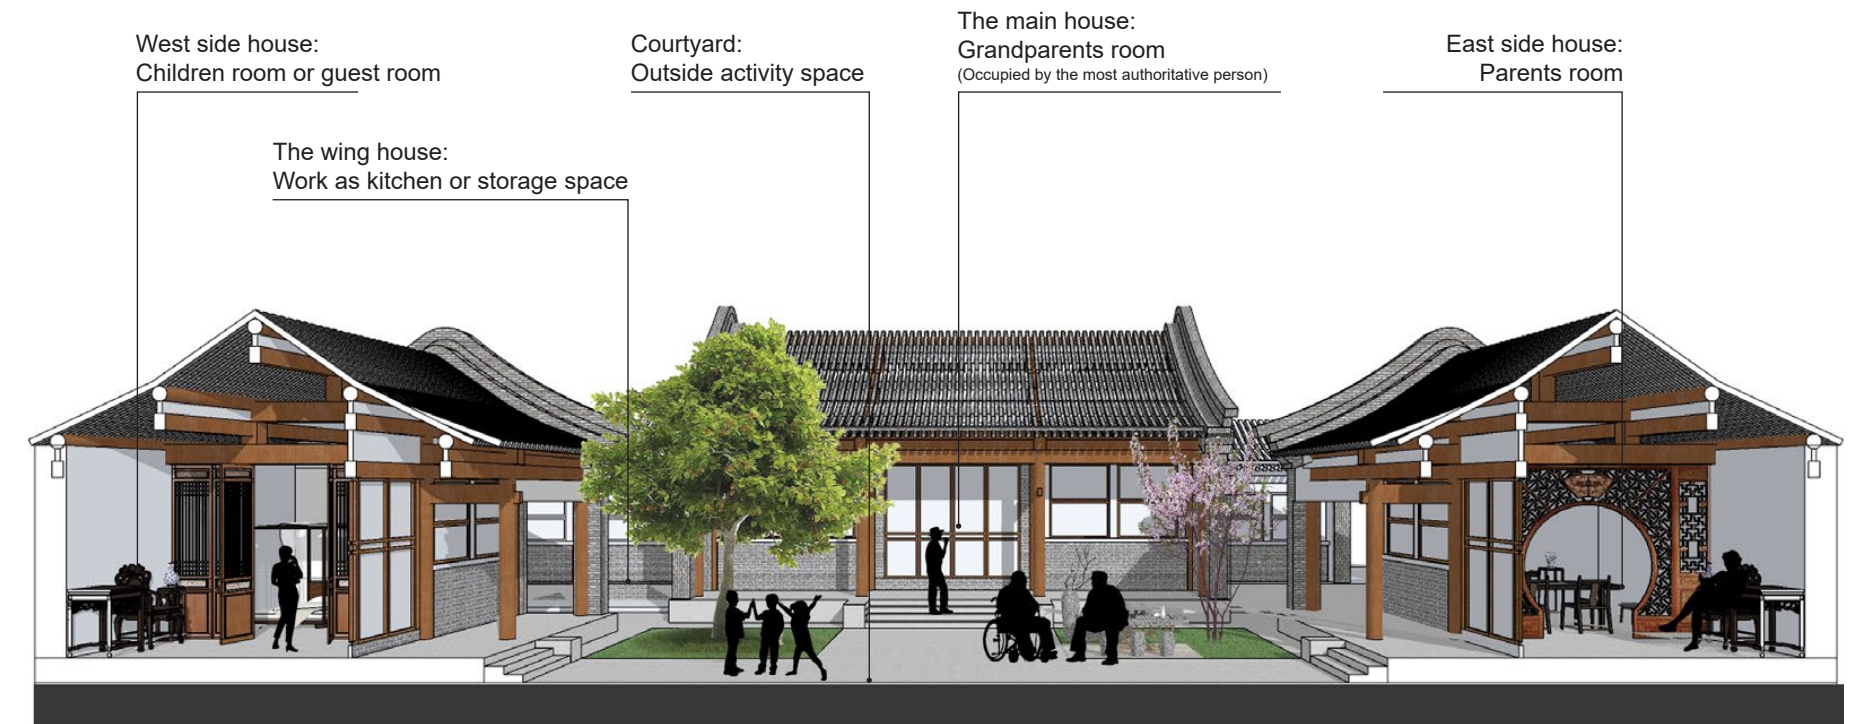 West side house:
Children room or guest room
The wing house:
Work as kitchen or storage space
Courtyard:
Outside activity space
The main house:
Grandparents room
(Occupied by the most authoritative person)
East side house:
Parents room